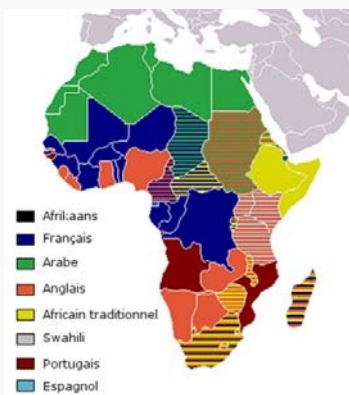 Afrikaans
Français
Arabe
Anglais
Africain traditionnel
Swahili
Portugais
Espagnol